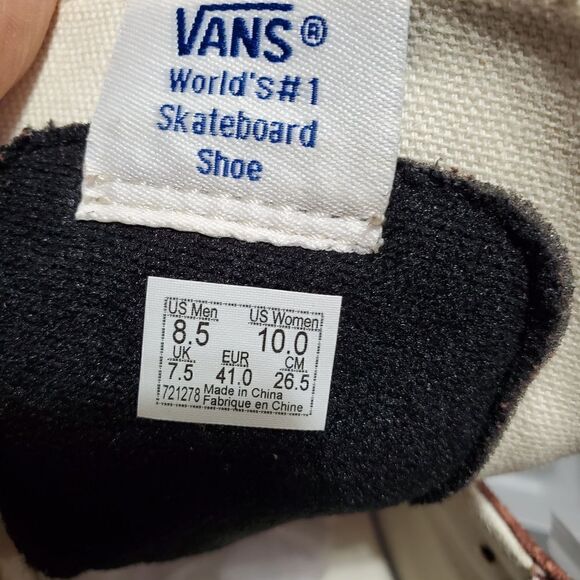 VANS®
World's#1
Skateboard
Shoe
US Men US Women
8.5 10.0
UK EUR CM
7.5 41.0 26.5
721278 Made in China
Fabrique en Chine